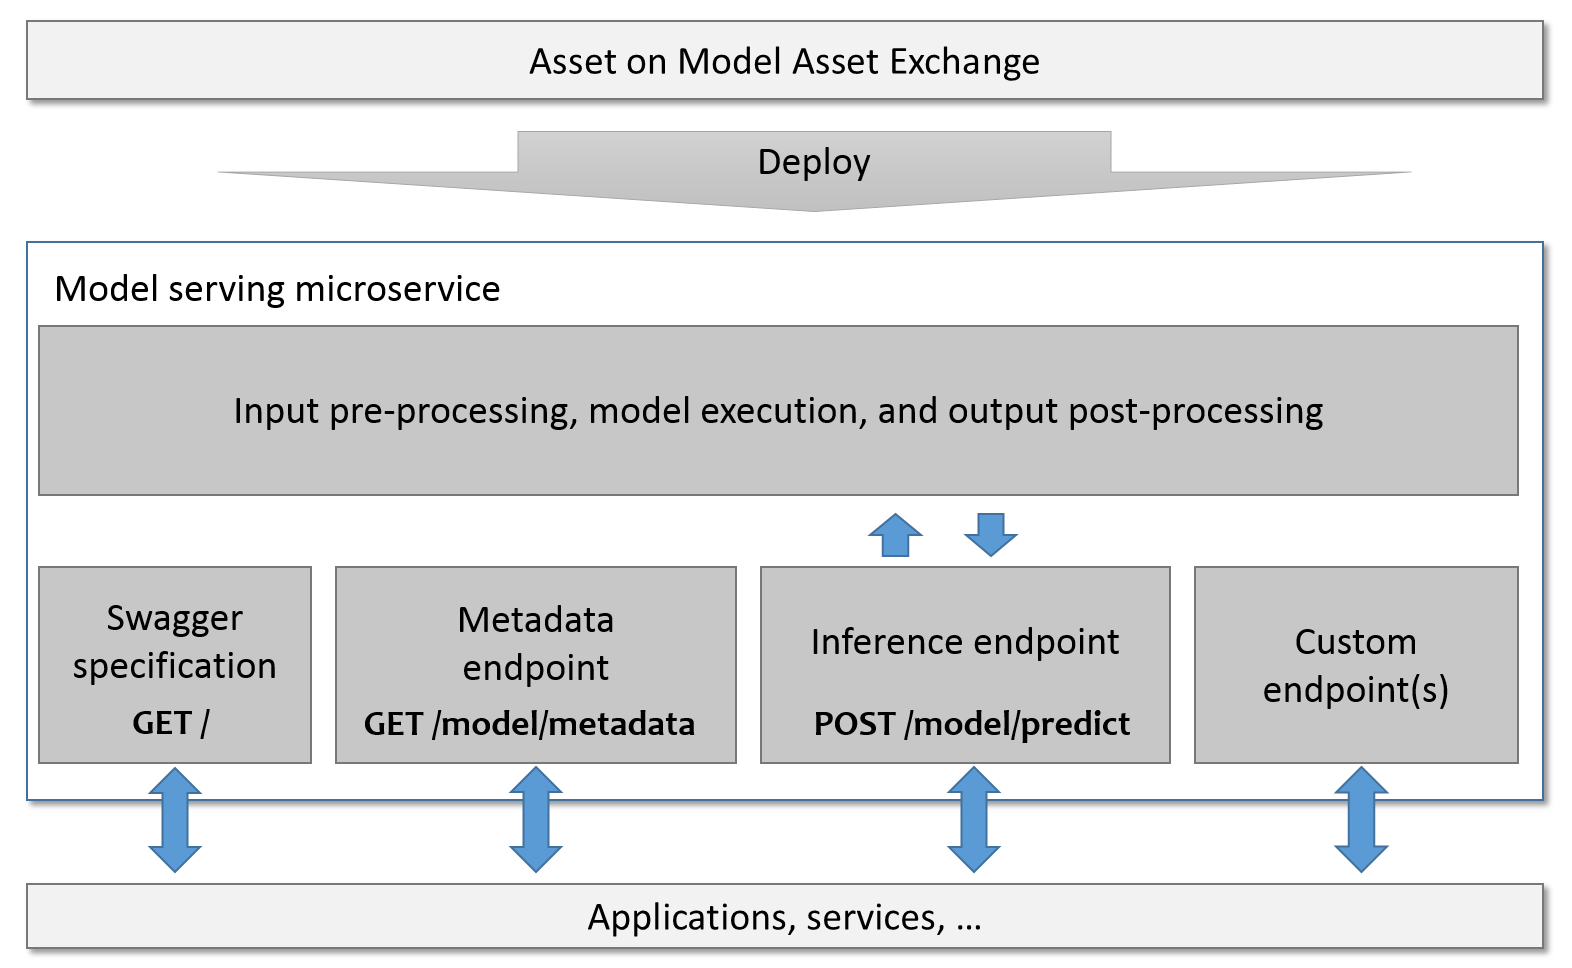 Asset on Model Asset Exchange
Deploy
Model serving microservice
Input pre-processing, model execution, and output post-processing
Swagger
specification
GET /
Metadata
endpoint
GET /model/metadata
Inference endpoint
POST /model/predict
Custom
endpoint(s)
Applications, services, ...